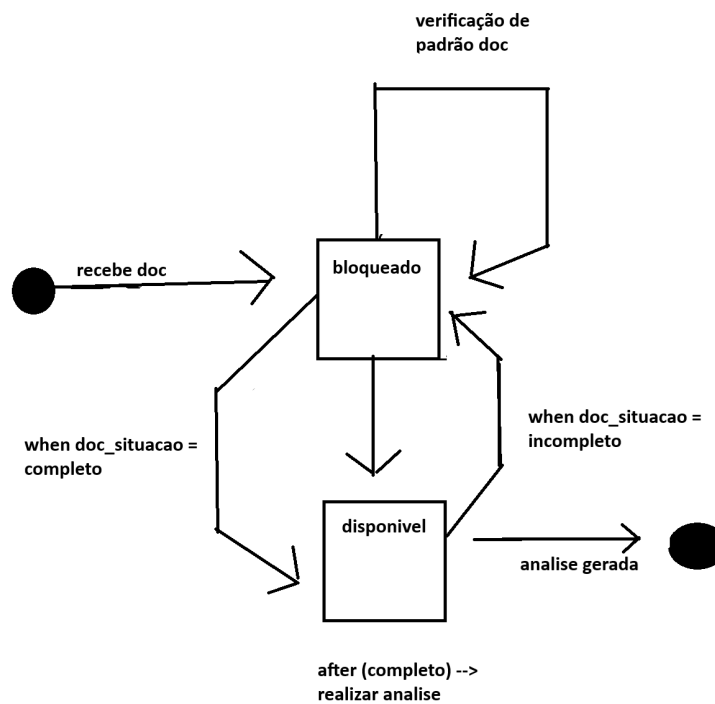 verificação de
padrão doc
recebe doc
bloqueado
when doc_situacao =
completo
when doc_situacao =
incompleto
disponivel
analise gerada
after (completo) -->
realizar analise